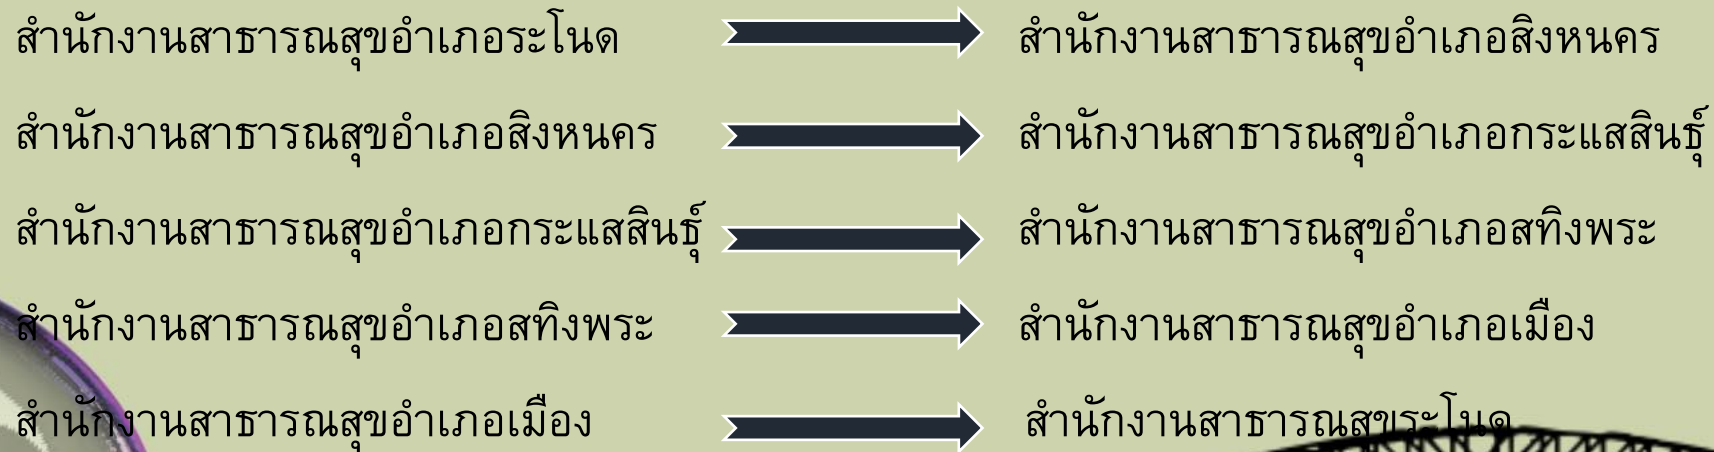 สำนักงานสาธารณสุขอำเภอระโนด สำนักงานสาธารณสุขอำเภอสิงหนคร
สำนักงานสาธารณสุขอำเภอสิงหนคร สำนักงานสาธารณสุขอำเภอกระแสสินธุ์
สำนักงานสาธารณสุขอำเภอกระแสสินธุ์ สำนักงานสาธารณสุขอำเภอสทิงพระ
สำนักงานสาธารณสุขอำเภอสทิงพระ สำนักงานสาธารณสุขอำเภอเมือง
สำนักงานสาธารณสุขอำเภอเมือง สำนักงานสาธารณสุขระโนด